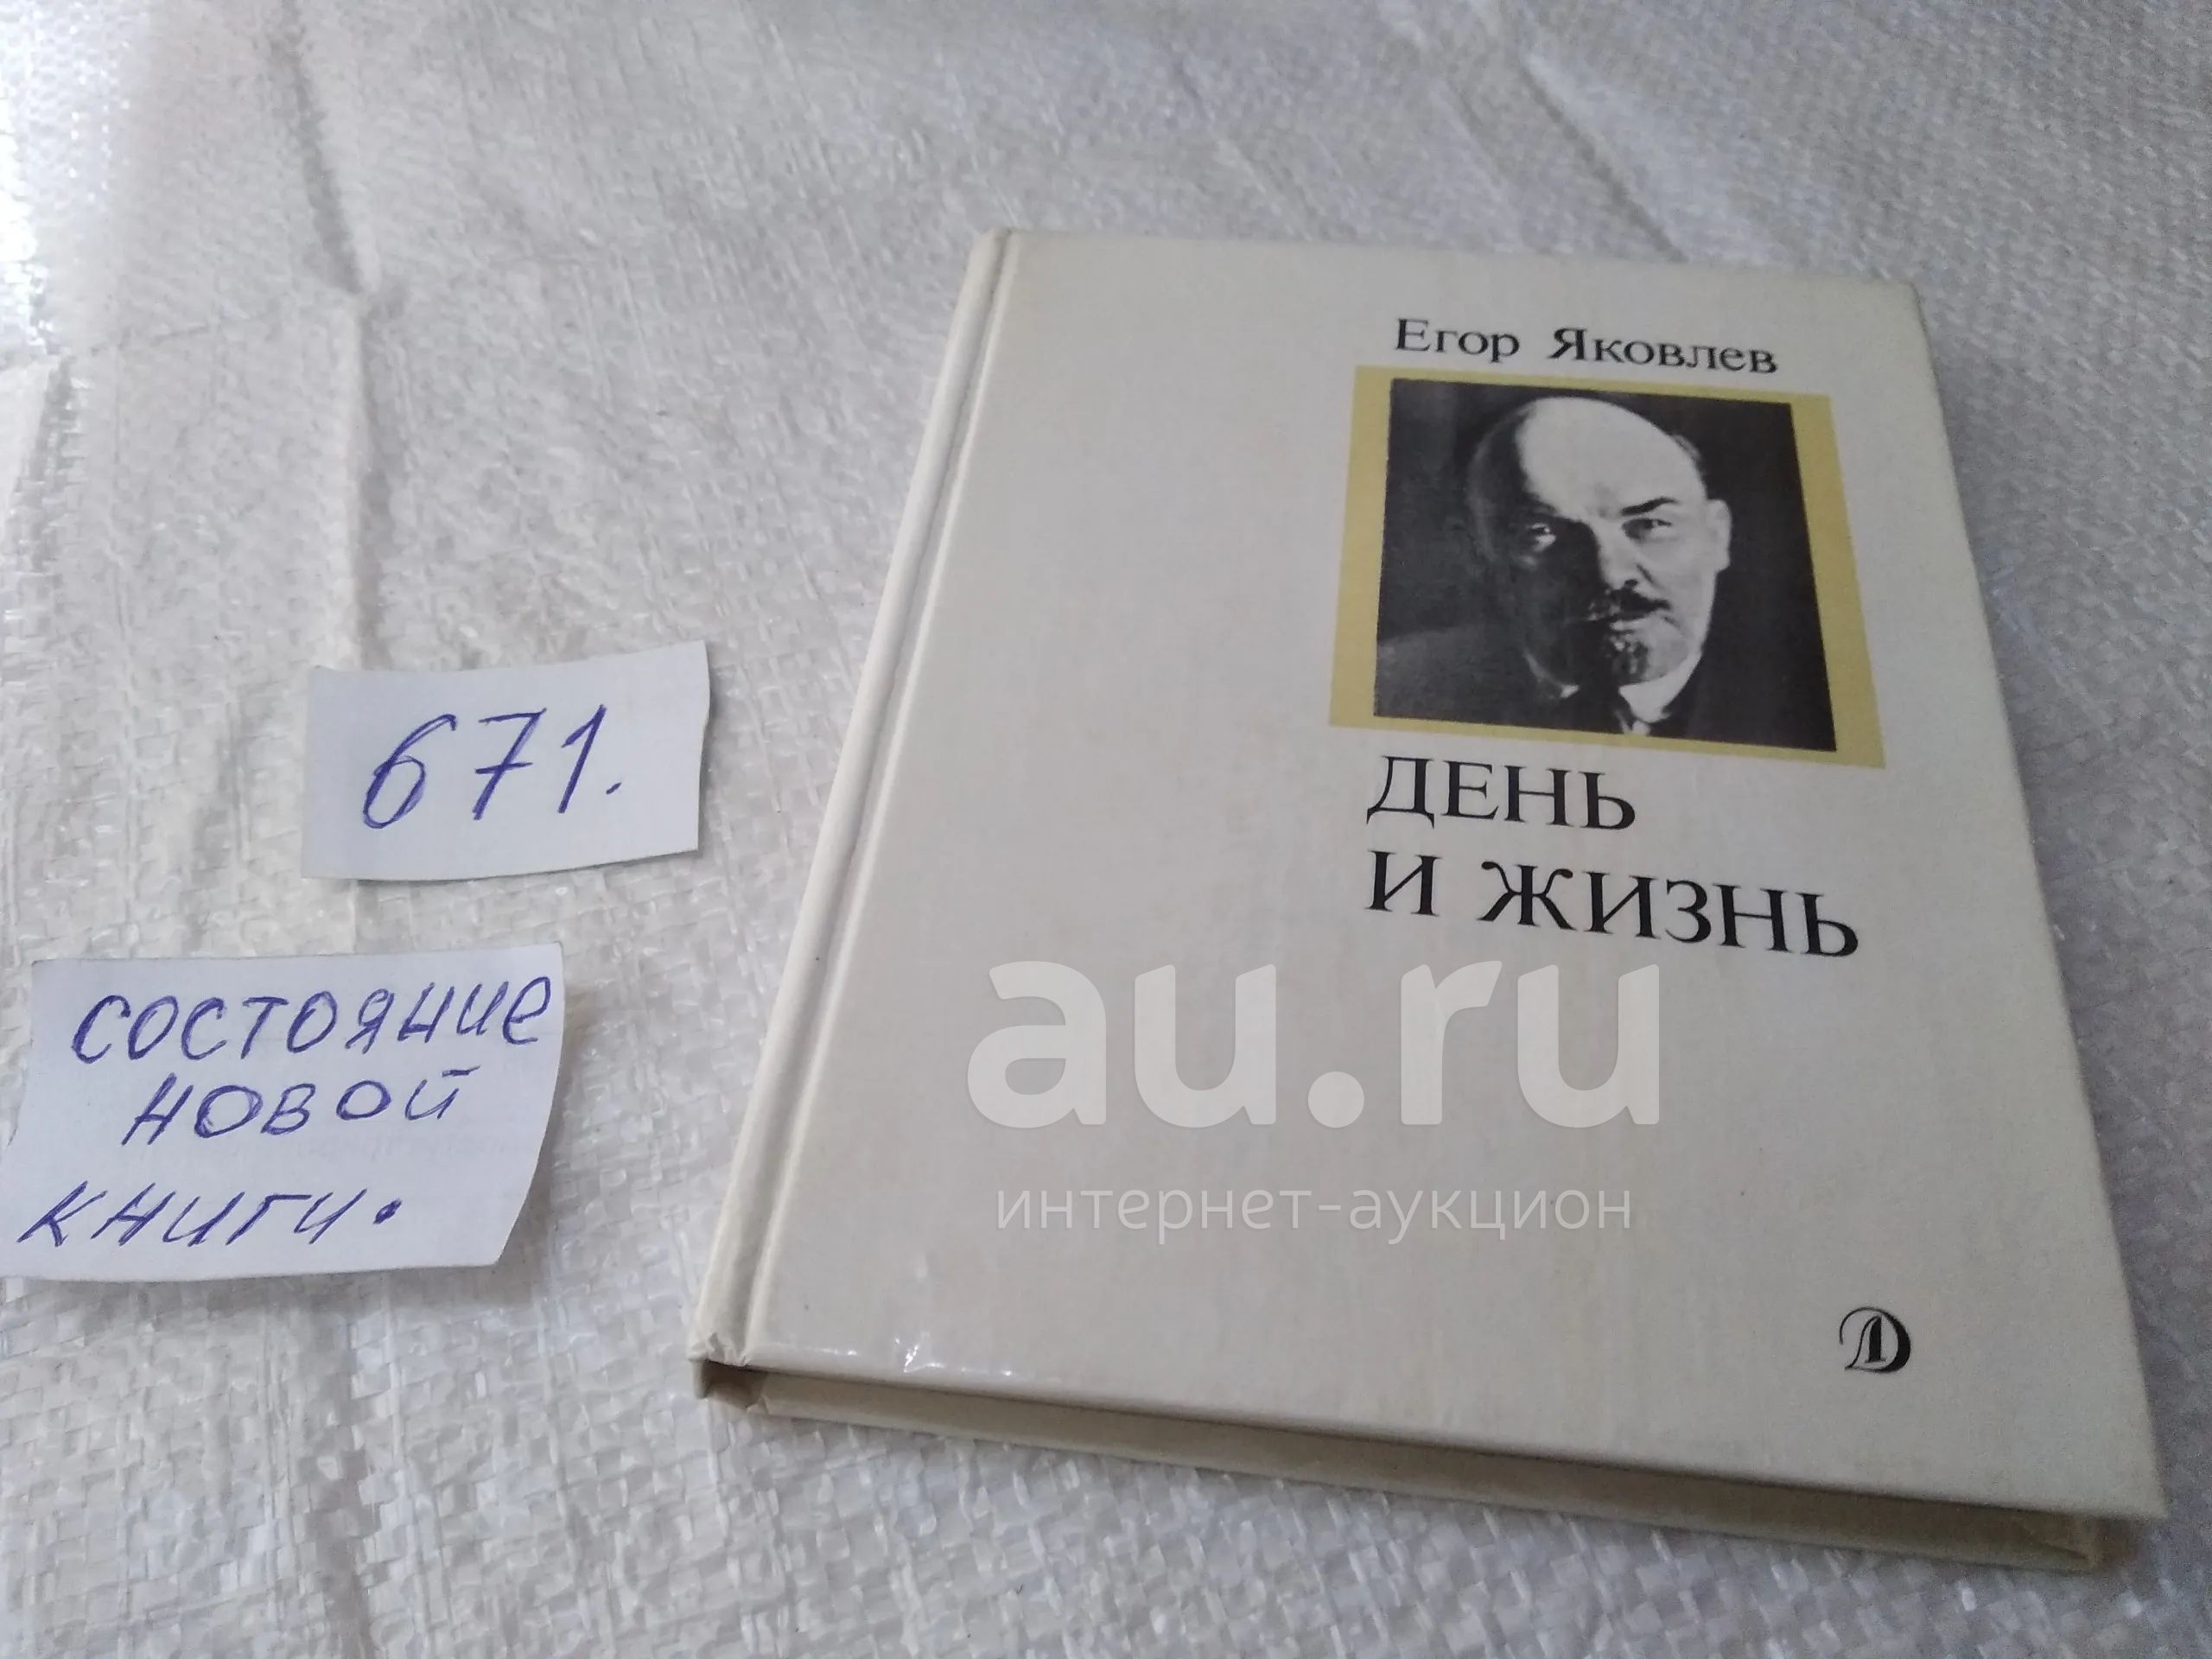 Егор Яковлев
ДЕНЬ
И ЖИЗНЬ
671.
состояние
новой
книги.
au.ru
интернет-аукцион